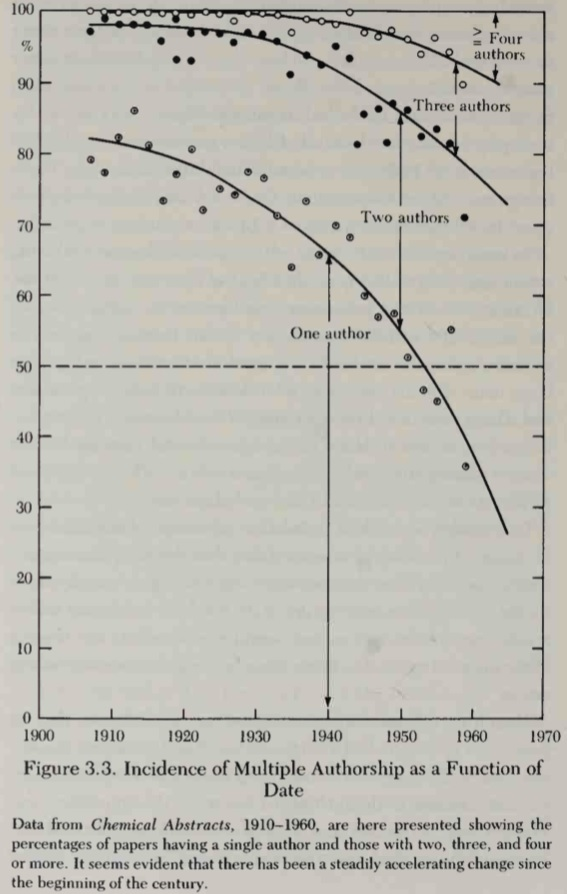 100
%
90
80
70
60
50
40
30
20
10
0
≥ Four
authors
Three authors
Two authors
One author
1900 1910 1920 1930 1940 1950 1960 1970
Figure 3.3. Incidence of Multiple Authorship as a Function of
Date
Data from Chemical Abstracts, 1910–1960, are here presented showing the
percentages of papers having a single author and those with two, three, and four
or more. It seems evident that there has been a steadily accelerating change since
the beginning of the century.